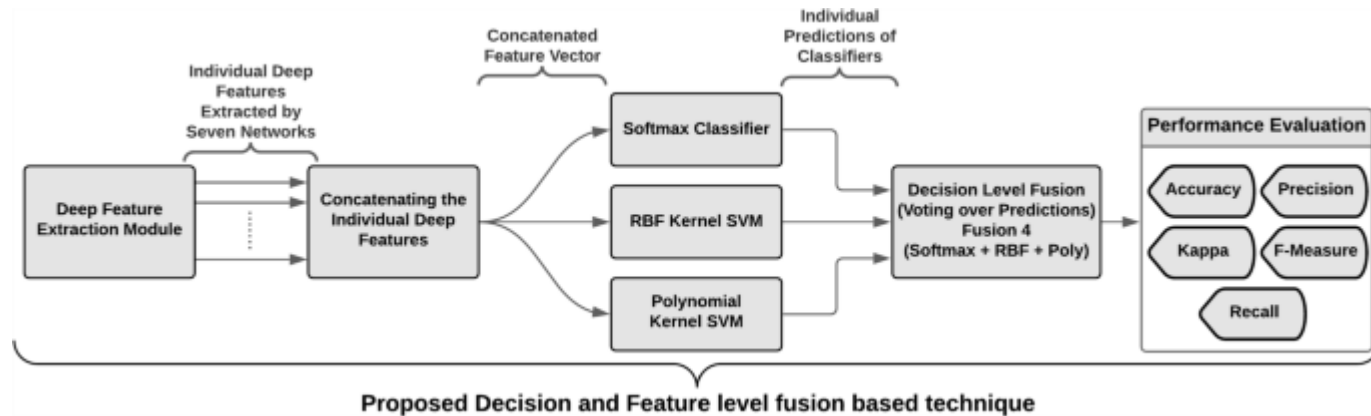 Individual Deep
Features
Extracted by
Seven Networks
Concatenated
Feature Vector
Individual
Predictions of
Classifiers
Deep Feature
Extraction Module
Concatenating the
Individual Deep
Features
Softmax Classifier
RBF Kernel SVM
Polynomial
Kernel SVM
Decision Level Fusion
(Voting over Predictions)
Fusion 4
(Softmax + RBF + Poly)
Performance Evaluation
Accuracy
Precision
Kappa
F-Measure
Recall
Proposed Decision and Feature level fusion based technique